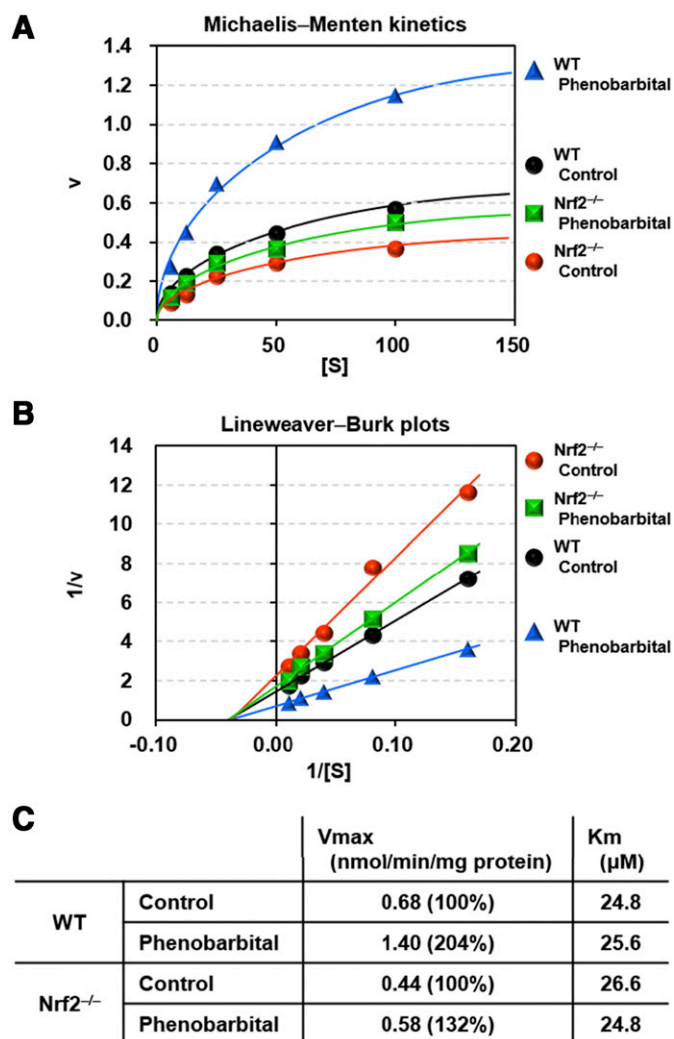 A
Michaelis–Menten kinetics
1.4
1.2
1.0
0.8
0.6
0.4
0.2
0.0
v
0
50
100
150
[S]
WT
Phenobarbital
WT
Control
Nrf2⁻/⁻
Phenobarbital
Nrf2⁻/⁻
Control
B
Lineweaver–Burk plots
14
12
10
8
6
4
2
0
1/v
-0.10
0.00
0.10
0.20
1/[S]
Nrf2⁻/⁻
Control
Nrf2⁻/⁻
Phenobarbital
WT
Control
WT
Phenobarbital
C
Vmax
(nmol/min/mg protein)
Km
(µM)
WT
Control
0.68 (100%)
24.8
Phenobarbital
1.40 (204%)
25.6
Nrf2⁻/⁻
Control
0.44 (100%)
26.6
Phenobarbital
0.58 (132%)
24.8